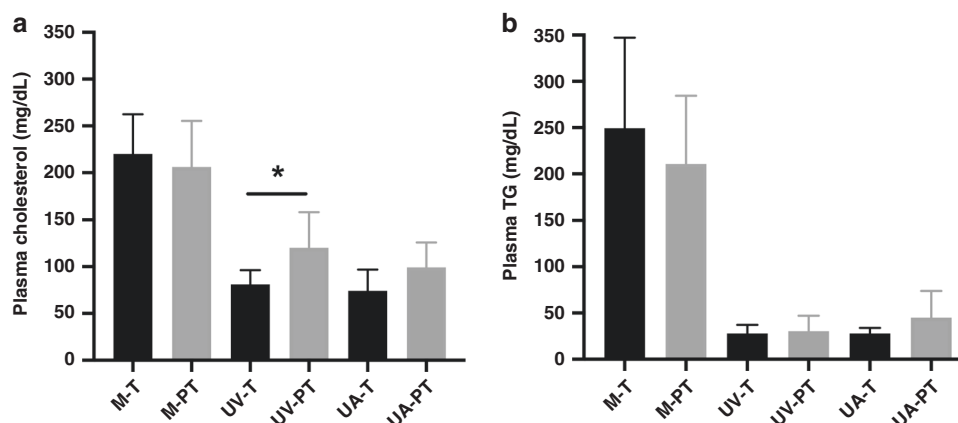 a
Plasma cholesterol (mg/dL)
350
300
250
200
150
100
50
0
*
M-T
M-PT
UV-T
UV-PT
UA-T
UA-PT
b
Plasma TG (mg/dL)
350
300
250
200
150
100
50
0
M-T
M-PT
UV-T
UV-PT
UA-T
UA-PT